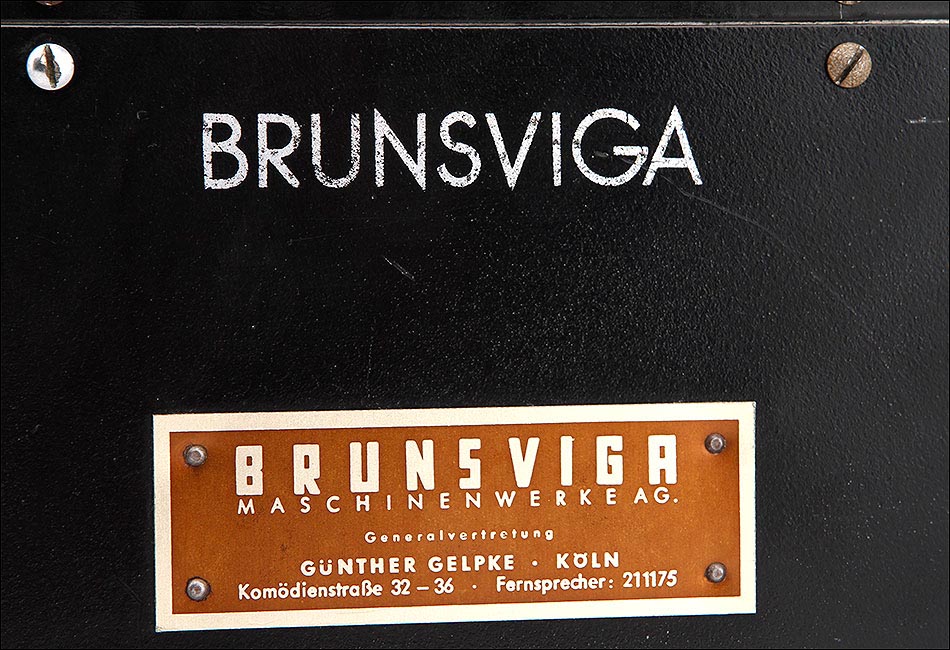 BRUNSVIGA
BRUNSVIGA
MASCHINENWERKE AG.
Generalvertretung
GÜNTHER GELPKE · KÖLN
Komödienstraße 32 – 36 · Fernsprecher: 211175